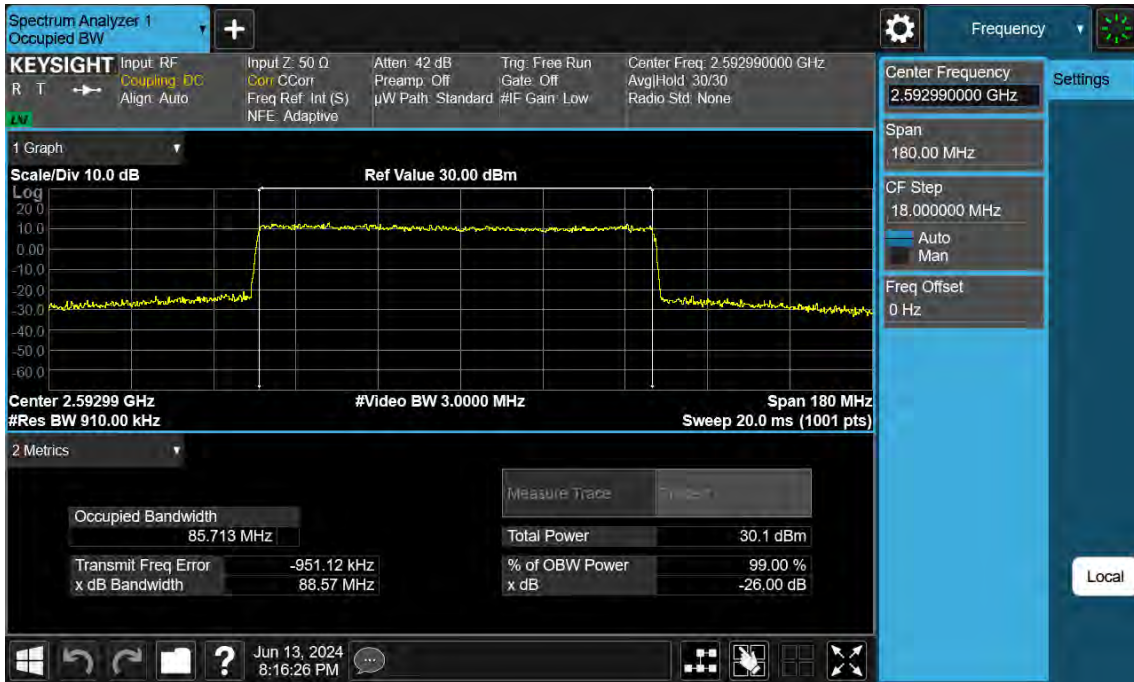 Spectrum Analyzer 1
Occupied BW
Frequency
KEYSIGHT
R T
LXI
Input: RF
Coupling: DC
Align: Auto
Input Z: 50 Ω
Corr CCorr
Freq Ref: Int (S)
NFE: Adaptive
Atten: 42 dB
Preamp: Off
µW Path: Standard
Trig: Free Run
Gate: Off
#IF Gain: Low
Center Freq: 2.592990000 GHz
Avg|Hold: 30/30
Radio Std: None
Center Frequency
2.592990000 GHz
Settings
Span
180.00 MHz
CF Step
18.000000 MHz
Auto
Man
Freq Offset
0 Hz
Local
1 Graph
Scale/Div 10.0 dB
Ref Value 30.00 dBm
Log
20.0
10.0
0.00
-10.0
-20.0
-30.0
-40.0
-50.0
-60.0
Center 2.59299 GHz
#Video BW 3.0000 MHz
Span 180 MHz
#Res BW 910.00 kHz
Sweep 20.0 ms (1001 pts)
2 Metrics
Measure Trace
Occupied Bandwidth
85.713 MHz
Total Power 30.1 dBm
Transmit Freq Error -951.12 kHz
% of OBW Power 99.00 %
x dB Bandwidth 88.57 MHz
x dB -26.00 dB
Jun 13, 2024
8:16:26 PM